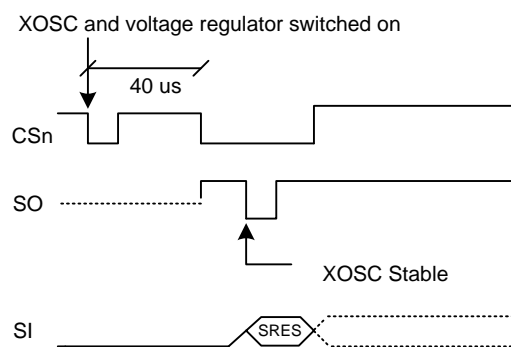 XOSC and voltage regulator switched on
40 us
CSn
SO
XOSC Stable
SI
SRES